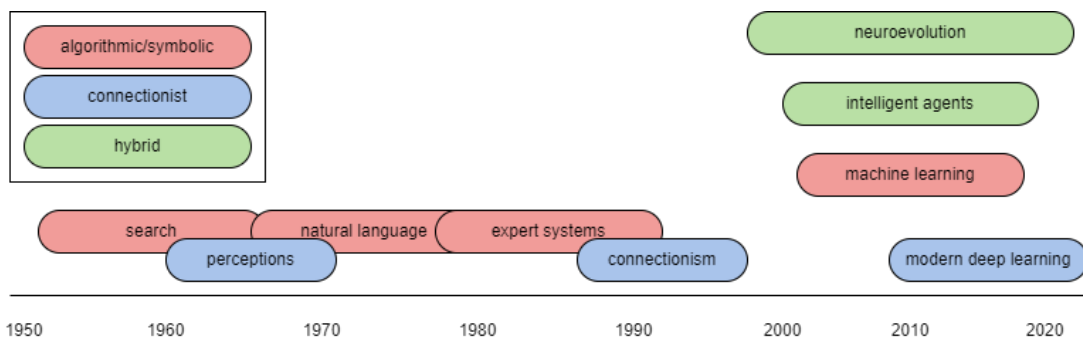 algorithmic/symbolic
connectionist
hybrid
neuroevolution
intelligent agents
machine learning
search
natural language
expert systems
perceptions
connectionism
modern deep learning
1950 1960 1970 1980 1990 2000 2010 2020